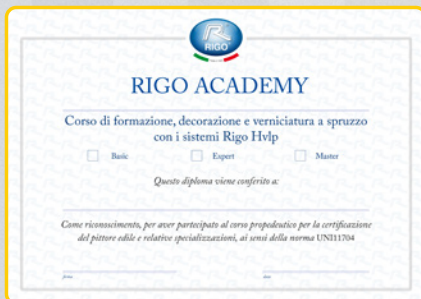 RIGO
RIGO ACADEMY
Corso di formazione, decorazione e verniciatura a spruzzo
con i sistemi Rigo Hvlp
Basic Expert Master
Questo diploma viene conferito a:
Come riconoscimento, per aver partecipato al corso propedeutico per la certificazione
del pittore edile e relative specializzazioni, ai sensi della norma UNI11704